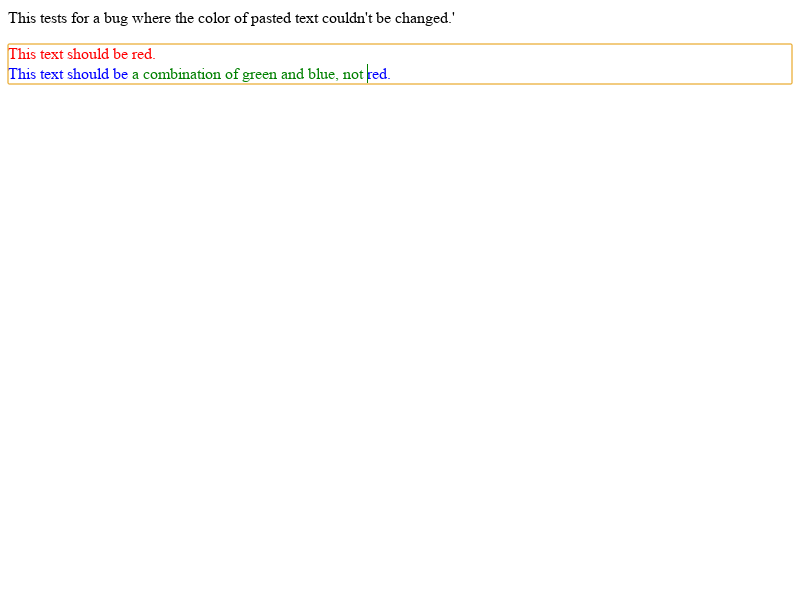 This tests for a bug where the color of pasted text couldn't be changed.'
This text should be red.
This text should be a combination of green and blue, not red.